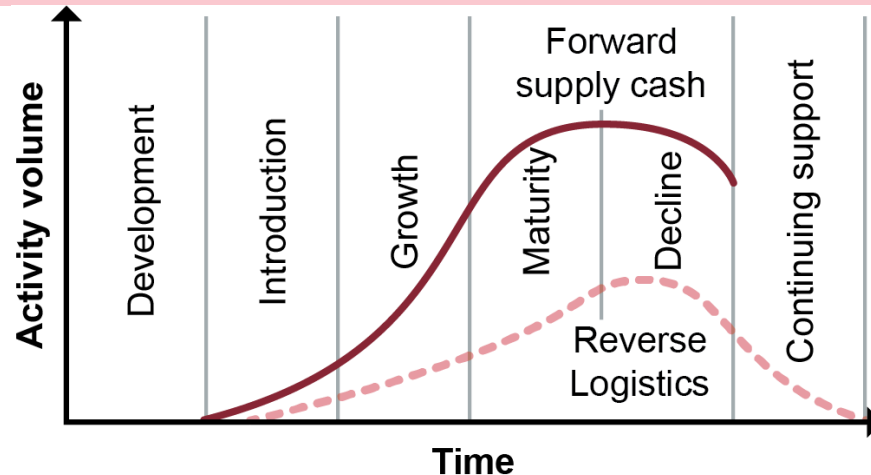 Activity volume
Development
Introduction
Growth
Forward
supply cash
Maturity
Decline
Reverse
Logistics
Continuing support
Time